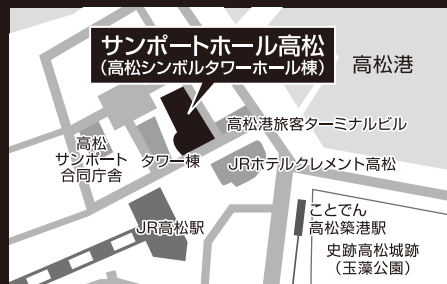 サンポートホール高松
（高松シンボルタワーホール棟）
高松港
高松港旅客ターミナルビル
高松
サンポート
合同庁舎
タワー棟
JRホテルクレメント高松
JR高松駅
ことでん
高松築港駅
史跡高松城跡
（玉藻公園）